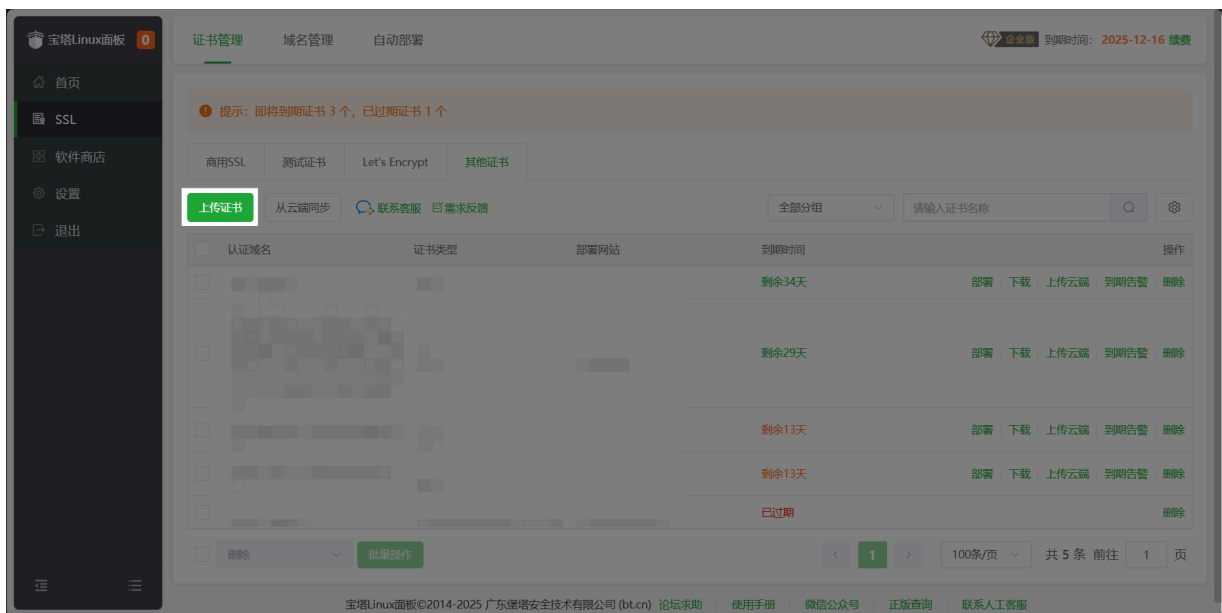 宝塔Linux面板 0
首页
SSL
软件商店
设置
退出
证书管理 域名管理 自动部署 企业版 到期时间: 2025-12-16 续费
提示: 即将到期证书 3 个, 已过期证书 1 个
商用SSL 测试证书 Let's Encrypt 其他证书
上传证书 从云端同步 联系客服 需求反馈 全部分组 请输入证书名称
认证域名 证书类型 部署网站 到期时间 操作
剩余34天 部署 下载 上传云端 到期告警 删除
剩余29天 部署 下载 上传云端 到期告警 删除
剩余13天 部署 下载 上传云端 到期告警 删除
剩余13天 部署 下载 上传云端 到期告警 删除
已过期 删除
删除 批量操作 1 100条/页 共 5 条 前往 1 页
宝塔Linux面板©2014-2025 广东堡塔安全技术有限公司 (bt.cn) 论坛求助 使用手册 微信公众号 正版查询 联系人工客服